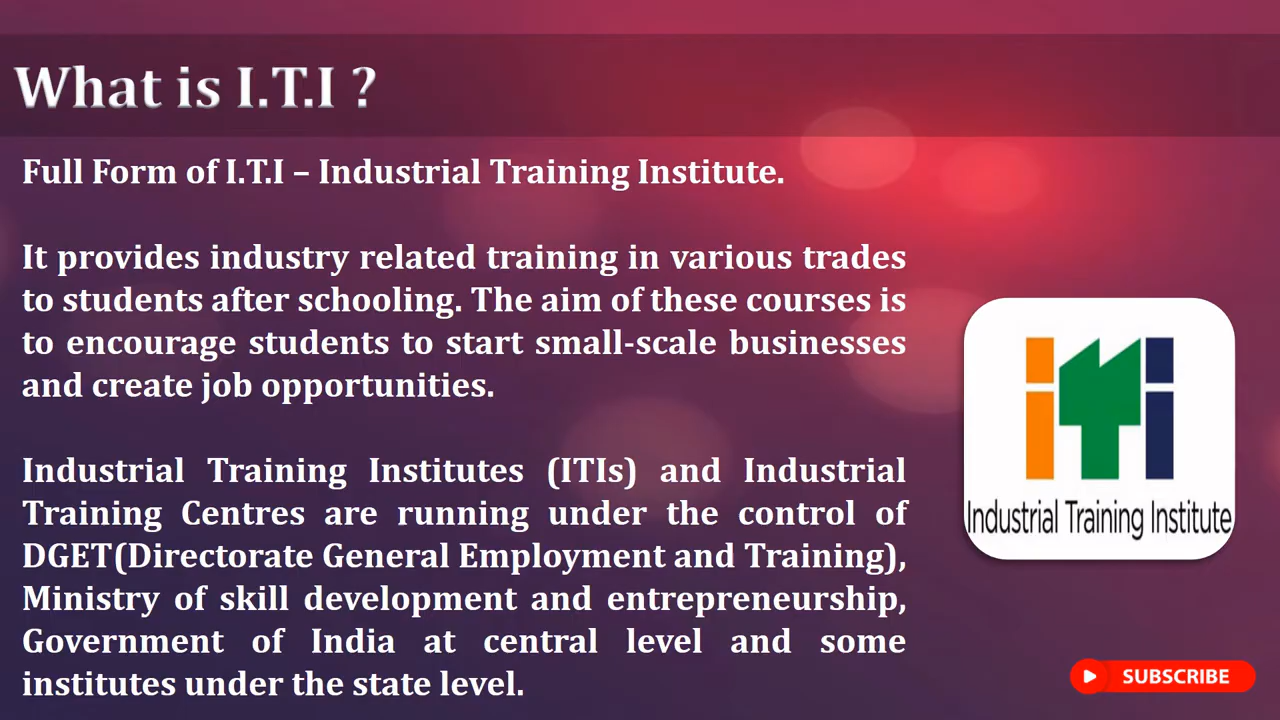 What is I.T.I ?
Full Form of I.T.I – Industrial Training Institute.
It provides industry related training in various trades
to students after schooling. The aim of these courses is
to encourage students to start small-scale businesses
and create job opportunities.
Industrial Training Institutes (ITIs) and Industrial
Training Centres are running under the control of
DGET(Directorate General Employment and Training),
Ministry of skill development and entrepreneurship,
Government of India at central level and some
institutes under the state level.
iTi
Industrial Training Institute
SUBSCRIBE